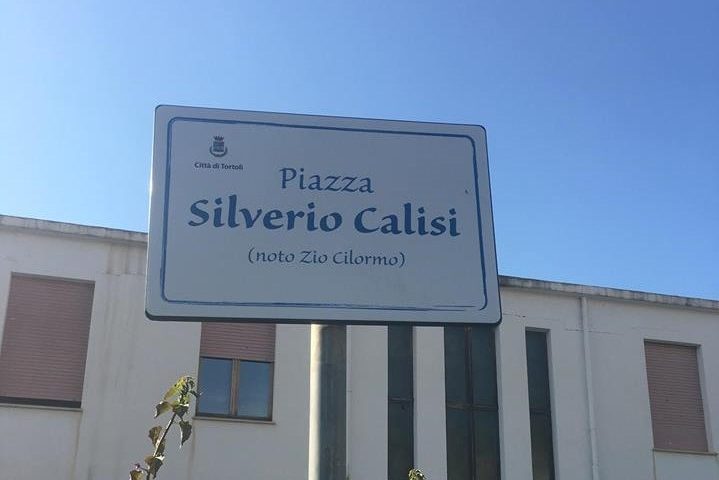 Città di Tortolì
Piazza
Silverio Calisi
(noto Zio Cilormo)